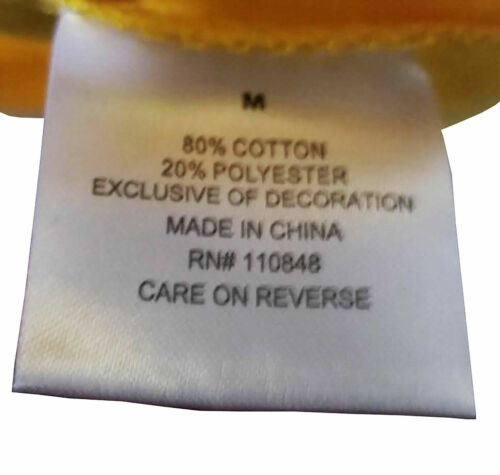 M
80% COTTON
20% POLYESTER
EXCLUSIVE OF DECORATION
MADE IN CHINA
RN# 110848
CARE ON REVERSE